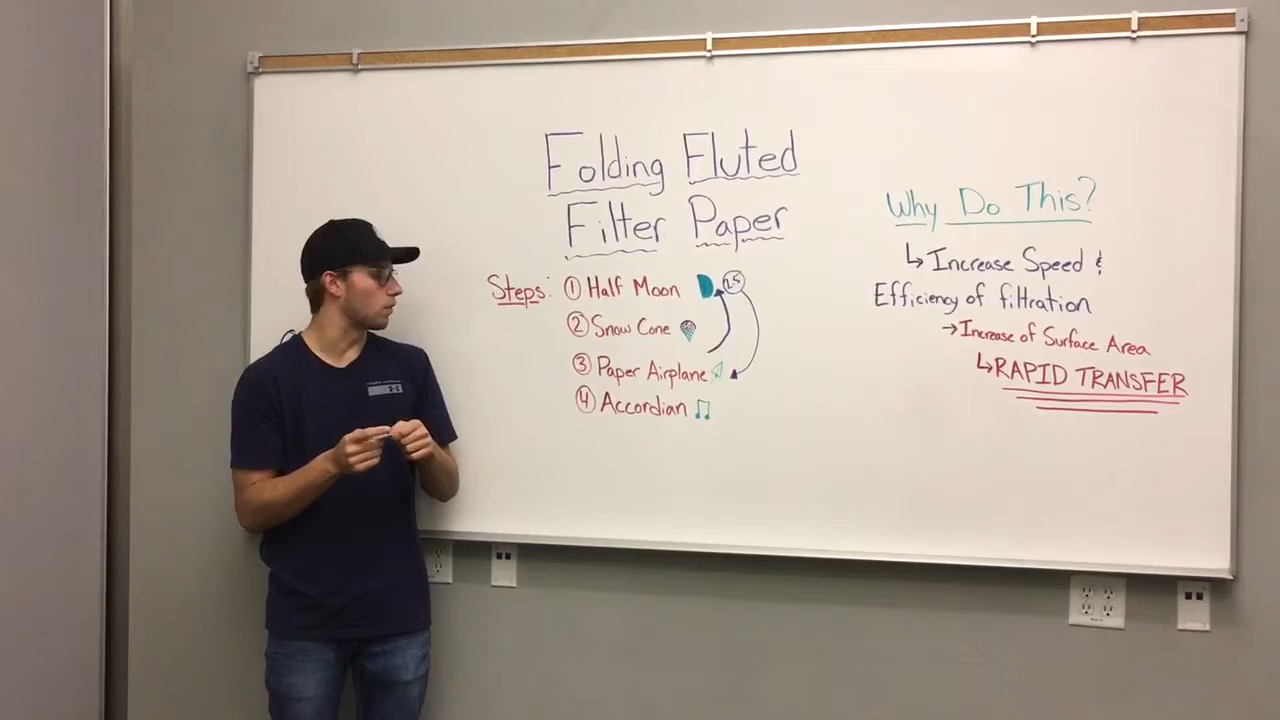 Folding Fluted
Filter Paper
Steps: ① Half Moon 2.5
② Snow Cone
③ Paper Airplane
④ Accordian
Why Do This?
↳ Increase Speed &
Efficiency of filtration
→ Increase of Surface Area
↳ RAPID TRANSFER